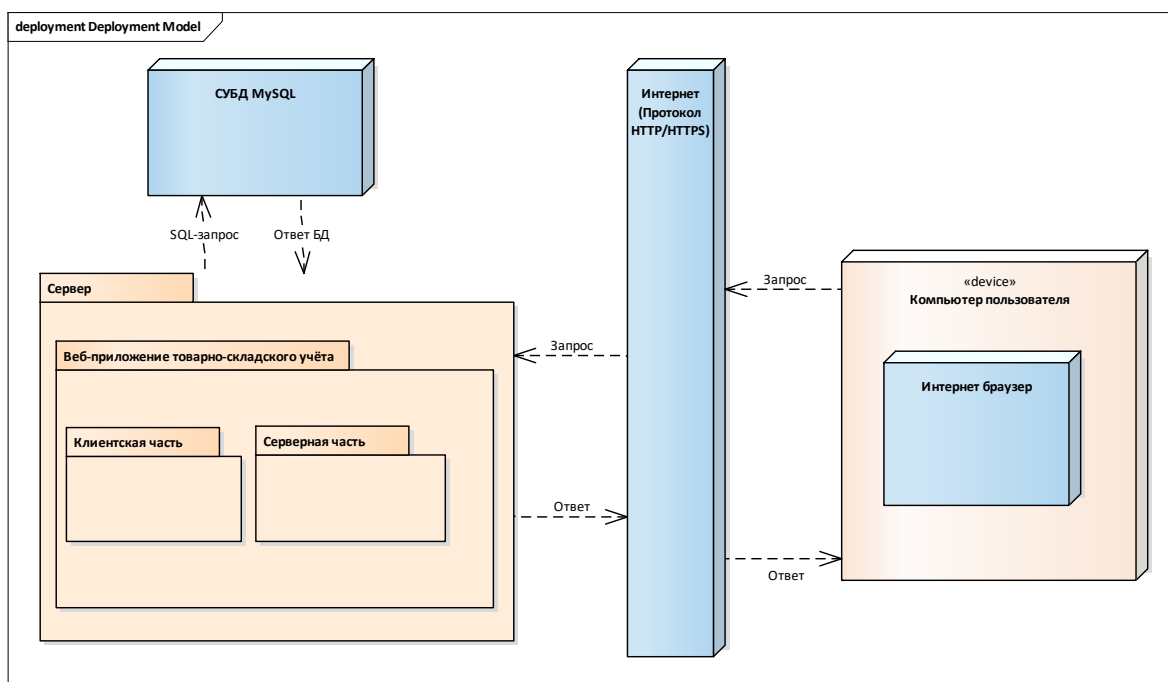 deployment Deployment Model
СУБД MySQL
Интернет
(Протокол
HTTP/HTTPS)
SQL-запрос
Ответ БД
Сервер
Запрос
«device»
Компьютер пользователя
Веб-приложение товарно-складского учёта
Запрос
Интернет браузер
Клиентская часть
Серверная часть
Ответ
Ответ